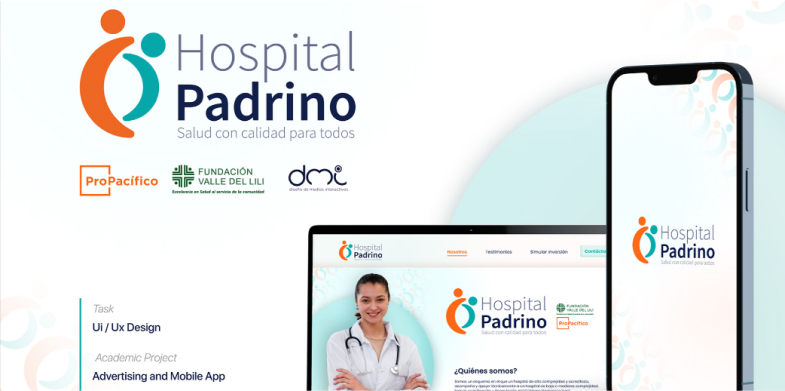 Hospital
Padrino
Salud con calidad para todos
ProPacífico
FUNDACIÓN
VALLE DEL LILI
Excelencia en Salud al servicio de la comunidad
dmi
diseño de medios interactivos
Task
Ui / Ux Design
Academic Project
Advertising and Mobile App
Hospital
Padrino
Nosotros
Testimonios
Simular Inversión
Hospital
Padrino
Salud con calidad para todos
FUNDACIÓN
VALLE DEL LILI
ProPacífico
¿Quiénes somos?
Hospital
Padrino
Salud con calidad para todos